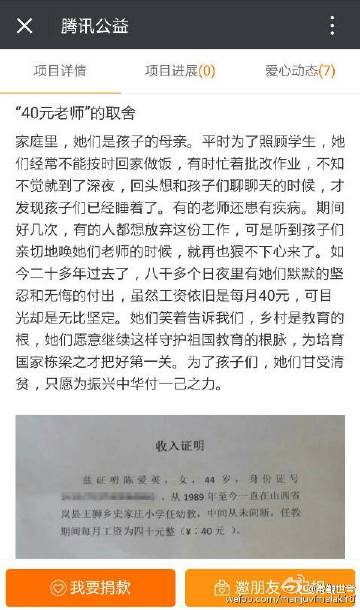 腾讯公益
项目详情
项目进展(0)
爱心动态(7)
“40元老师”的取舍
家庭里，她们是孩子的母亲。平时为了照顾学生，她
们经常不能按时回家做饭，有时忙着批改作业，不知
不觉就到了深夜，回头想和孩子们聊聊天的时候，才
发现孩子们已经睡着了。有的老师还患有疾病。期间
好几次，有的人都想放弃这份工作，可是听到孩子们
亲切地唤她们老师的时候，就再也狠不下心来了。如
今二十多年过去了，八千多个日夜里有她们默默的坚
忍和无悔的付出，虽然工资依旧是每月40元，可目
光却是无比坚定。她们笑着告诉我们，乡村是教育的
根，她们愿意继续这样守护祖国教育的根脉，为培育
国家栋梁之才把好第一关。为了孩子们，她们甘受清
贫，只愿为振兴中华付一己之力。
收入证明
兹证明陈爱英，女，44岁，身份证号
，从1989年至今一直在山西省
岚县王狮乡史家庄小学任幼教，中间从未间断，任教
期间每月工资为四十元整（￥：40元）。
我要捐款
邀朋友一起捐